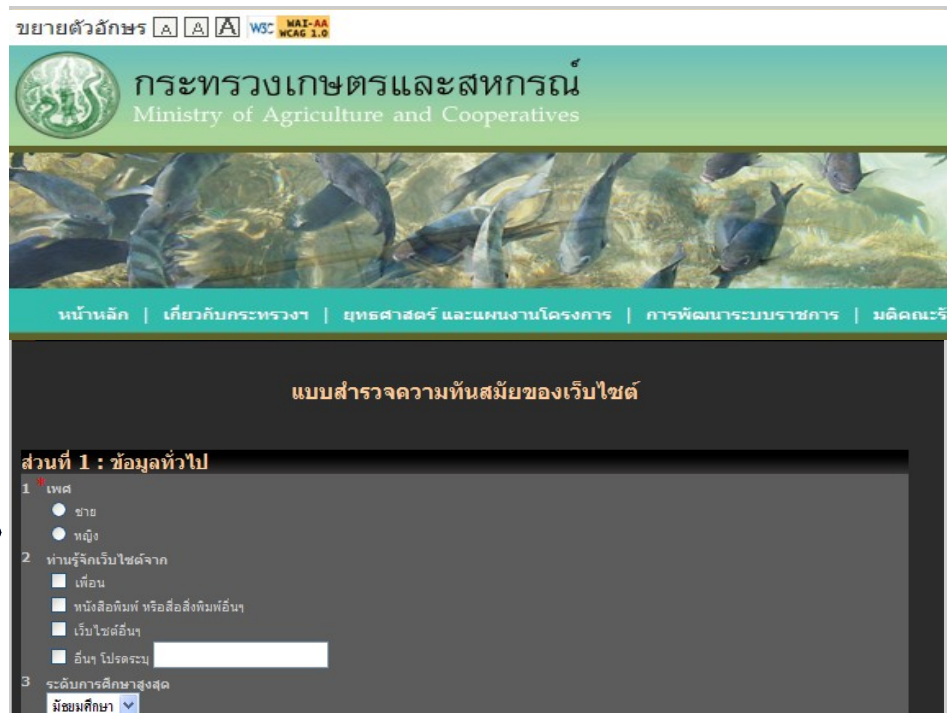 ขยายตัวอักษร A A A W3C WAI-AA WCAG 1.0
กระทรวงเกษตรและสหกรณ์
Ministry of Agriculture and Cooperatives
หน้าหลัก | เกี่ยวกับกระทรวงฯ | ยุทธศาสตร์ และแผนงานโครงการ | การพัฒนาระบบราชการ | มติคณะรั
แบบสำรวจความทันสมัยของเว็บไซต์
ส่วนที่ 1 : ข้อมูลทั่วไป
1 *เพศ
ชาย
หญิง
2 ท่านรู้จักเว็บไซต์จาก
เพื่อน
หนังสือพิมพ์ หรือสื่อสิ่งพิมพ์อื่นๆ
เว็บไซต์อื่นๆ
อื่นๆ โปรดระบุ
3 ระดับการศึกษาสูงสุด
มัธยมศึกษา